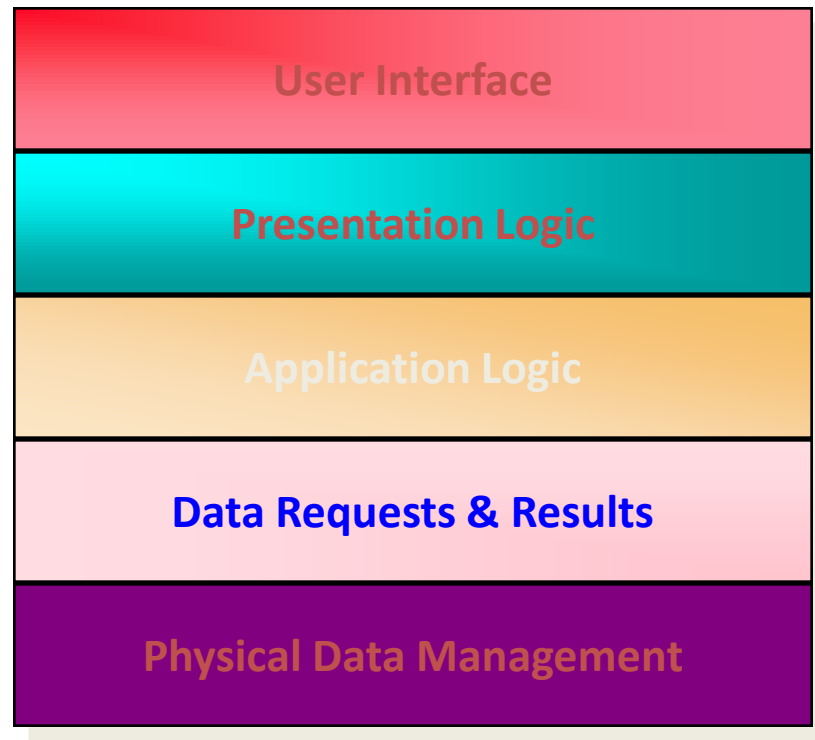 User Interface
Presentation Logic
Application Logic
Data Requests & Results
Physical Data Management